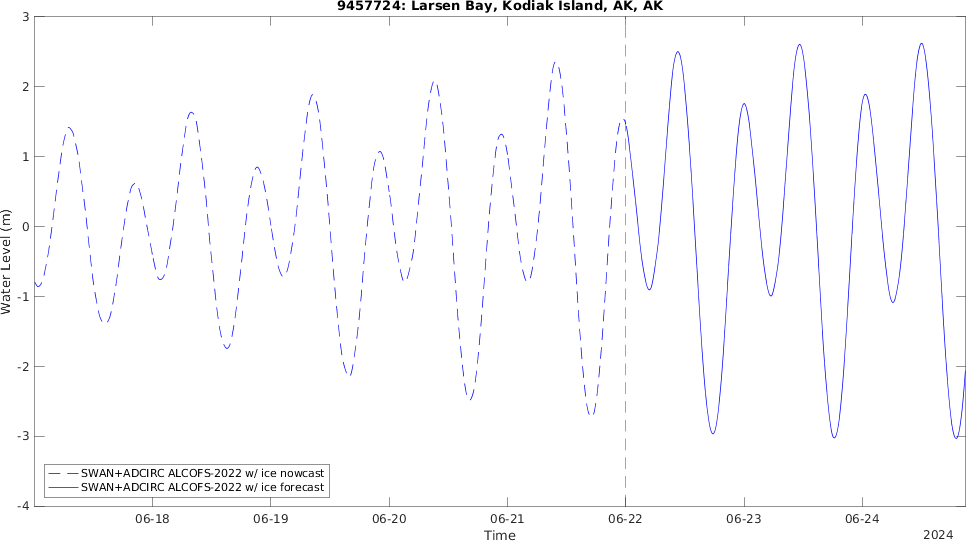 9457724: Larsen Bay, Kodiak Island, AK, AK
Water Level (m)
3
2
1
0
-1
-2
-3
-4
SWAN+ADCIRC ALCOFS-2022 w/ ice nowcast
SWAN+ADCIRC ALCOFS-2022 w/ ice forecast
06-18 06-19 06-20 06-21 06-22 06-23 06-24
Time
2024